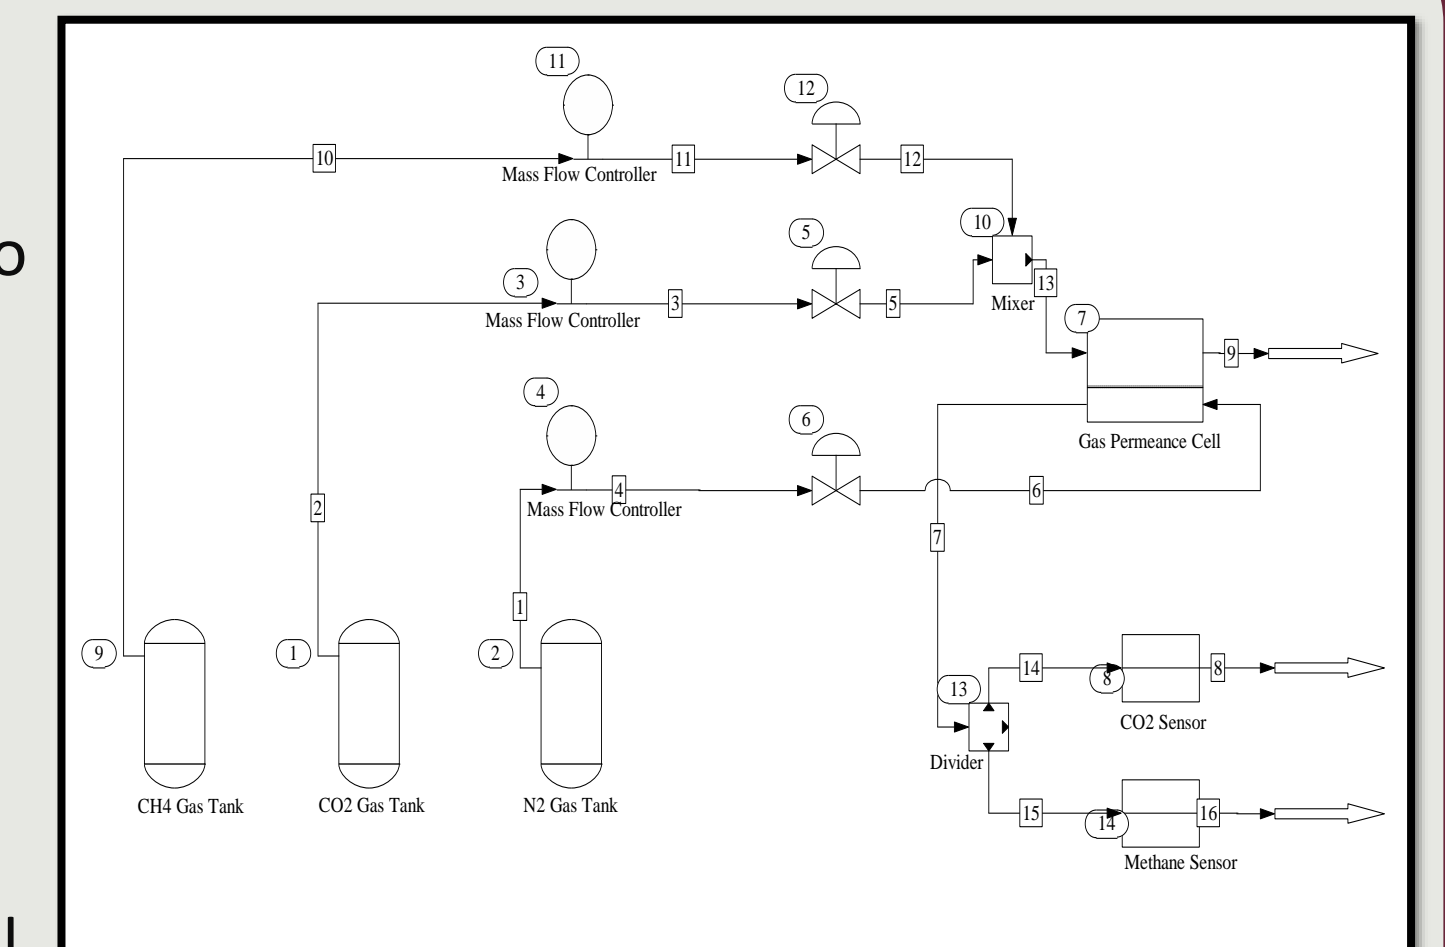 11
12
10
11
12
Mass Flow Controller
10
5
3
13
3
5
Mixer
Mass Flow Controller
7
9
4
6
Gas Permeance Cell
4
6
2
Mass Flow Controller
7
1
9
1
2
14
8
8
13
CO2 Sensor
Divider
CH4 Gas Tank
CO2 Gas Tank
N2 Gas Tank
15
14
16
Methane Sensor
o
l